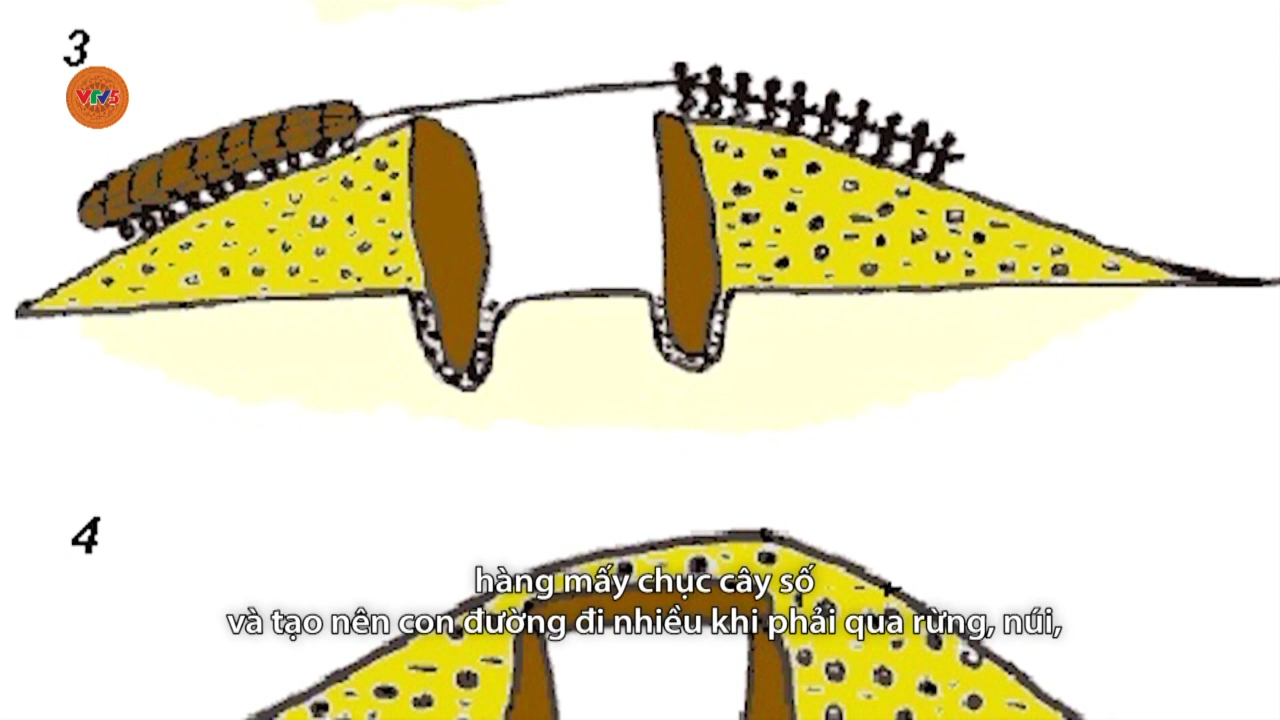 3
VTV5
4
hàng mấy chục cây số
và tạo nên con đường đi nhiều khi phải qua rừng, núi,